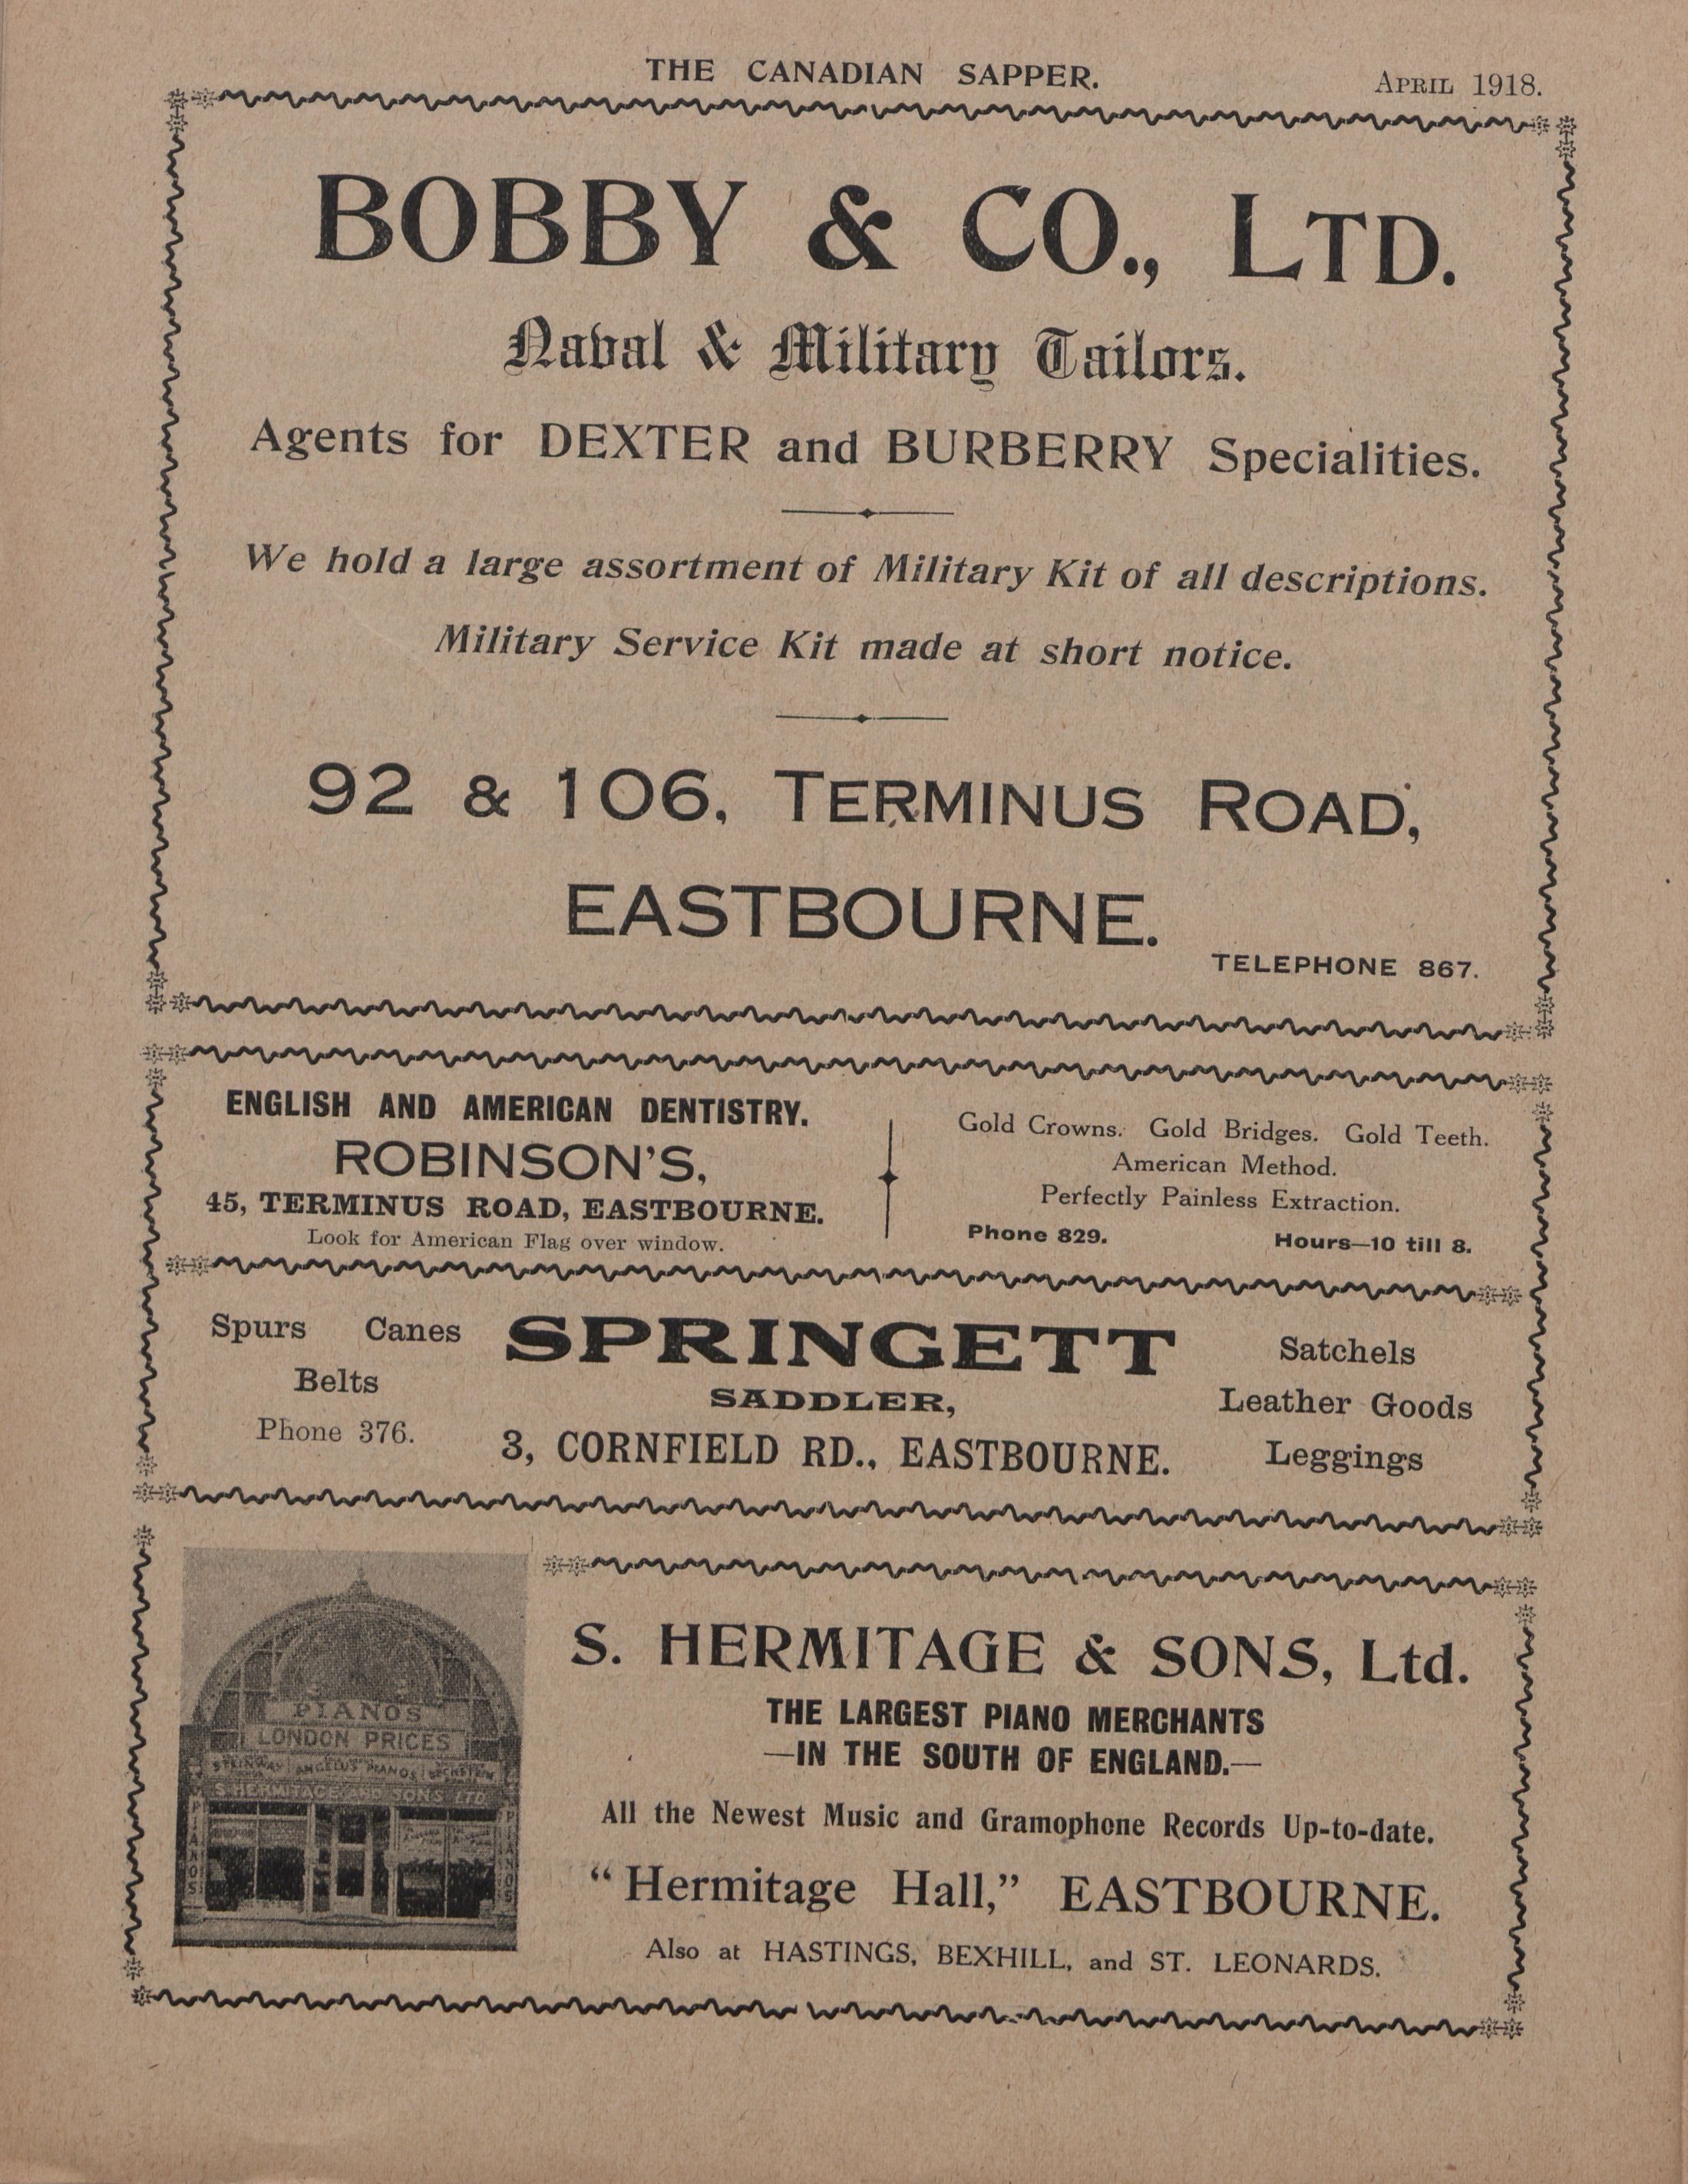 THE CANADIAN SAPPER.
APRIL 1918.
BOBBY & CO., LTD.
Naval & Military Tailors.
Agents for DEXTER and BURBERRY Specialities.
We hold a large assortment of Military Kit of all descriptions.
Military Service Kit made at short notice.
92 & 106, TERMINUS ROAD,
EASTBOURNE.
TELEPHONE 867.
ENGLISH AND AMERICAN DENTISTRY.
ROBINSON'S,
45, TERMINUS ROAD, EASTBOURNE.
Look for American Flag over window.
Gold Crowns. Gold Bridges. Gold Teeth.
American Method.
Perfectly Painless Extraction.
Phone 829. Hours—10 till 8.
Spurs Canes
Belts
Phone 376.
SPRINGETT
SADDLER,
3, CORNFIELD RD., EASTBOURNE.
Satchels
Leather Goods
Leggings
PIANOS
LONDON PRICES
STEINWAY ANGELUS PIANOS BECHSTEIN
S. HERMITAGE AND SONS LTD
PIANOS
PIANOS
S. HERMITAGE & SONS, Ltd.
THE LARGEST PIANO MERCHANTS
—IN THE SOUTH OF ENGLAND.—
All the Newest Music and Gramophone Records Up-to-date.
"Hermitage Hall," EASTBOURNE.
Also at HASTINGS, BEXHILL, and ST. LEONARDS.